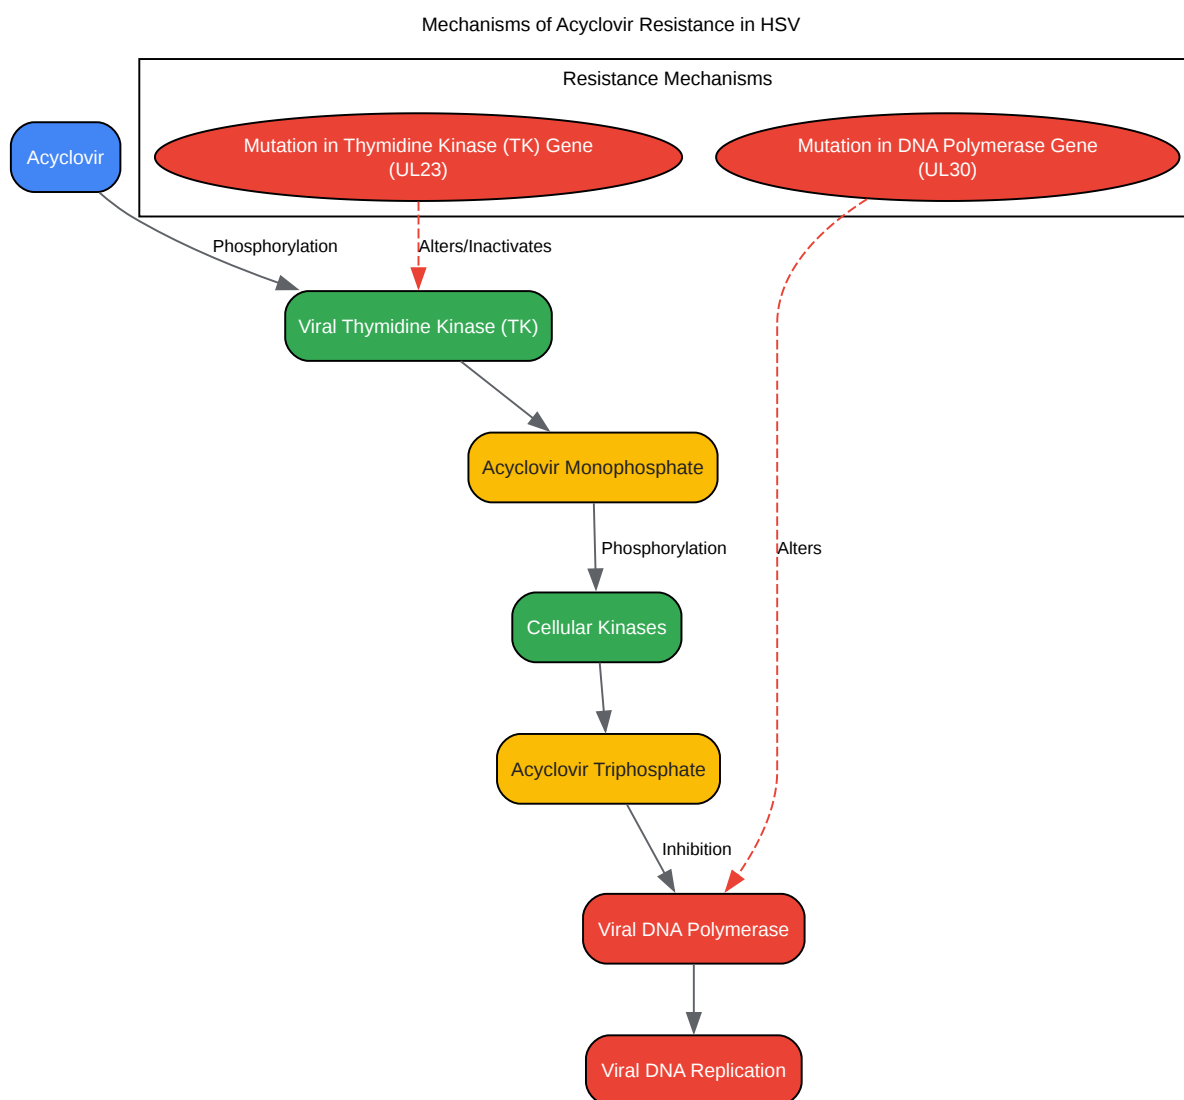 Mechanisms of Acyclovir Resistance in HSV
Resistance Mechanisms
Acyclovir
Mutation in Thymidine Kinase (TK) Gene
(UL23)
Mutation in DNA Polymerase Gene
(UL30)
Phosphorylation
Alters/Inactivates
Viral Thymidine Kinase (TK)
Acyclovir Monophosphate
Phosphorylation
Alters
Cellular Kinases
Acyclovir Triphosphate
Inhibition
Viral DNA Polymerase
Viral DNA Replication